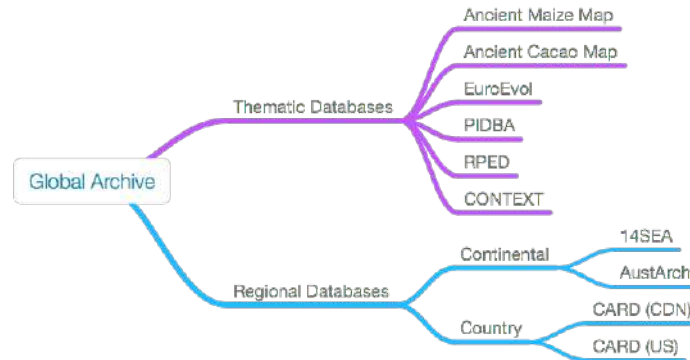 Ancient Maize Map
Ancient Cacao Map
EuroEvol
Thematic Databases
PIDBA
RPED
CONTEXT
Global Archive
14SEA
Continental
AustArch
Regional Databases
CARD (CDN)
Country
CARD (US)